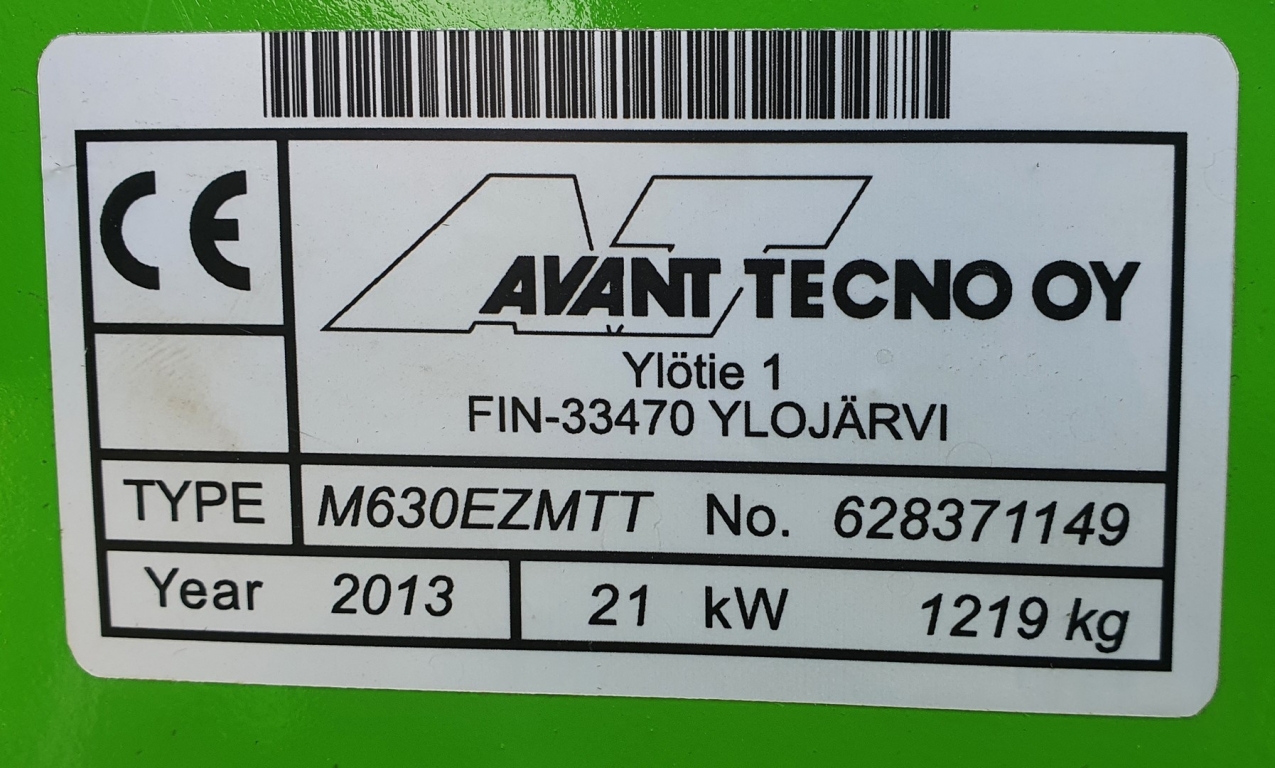 CE
AVANT TECNO OY
Ylötie 1
FIN-33470 YLOJÄRVI
TYPE M630EZMTT No. 628371149
Year 2013 21 kW 1219 kg